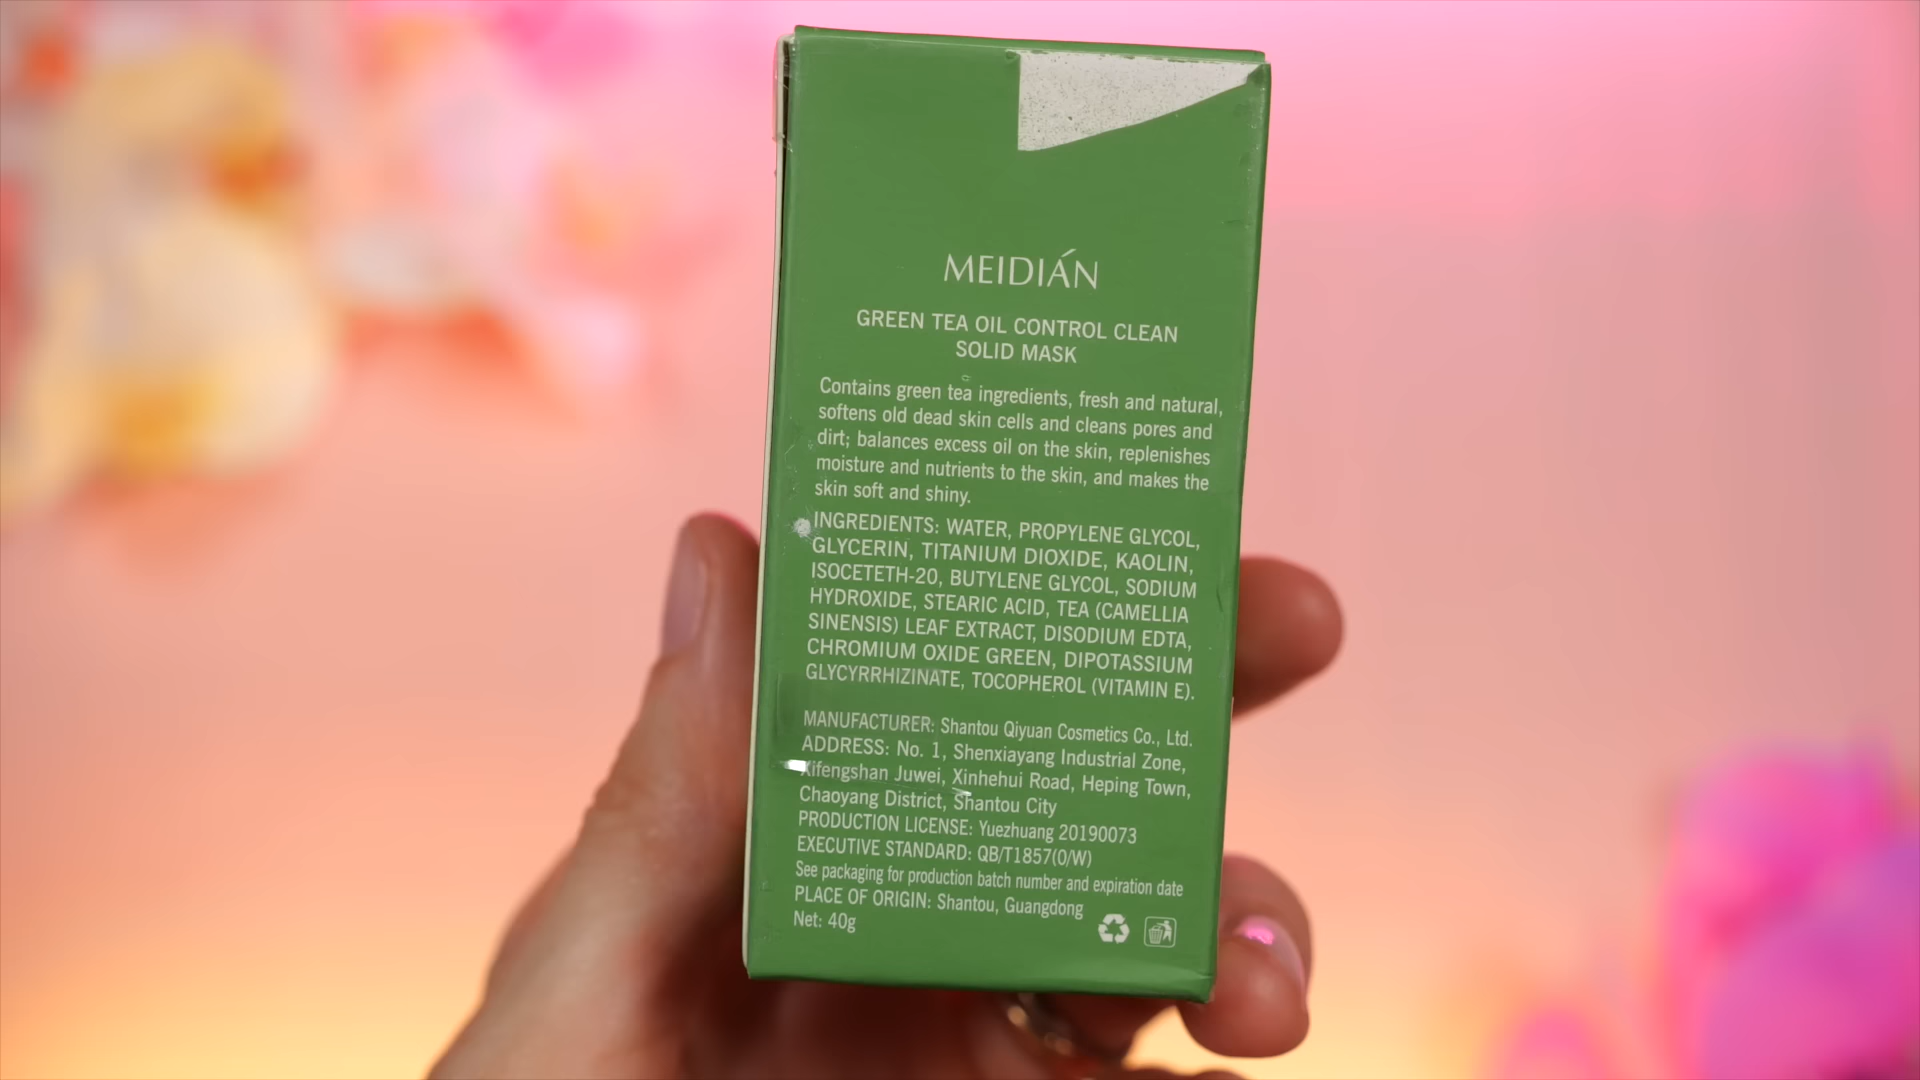 MEIDIÁN
GREEN TEA OIL CONTROL CLEAN
SOLID MASK
Contains green tea ingredients, fresh and natural,
softens old dead skin cells and cleans pores and
dirt; balances excess oil on the skin, replenishes
moisture and nutrients to the skin, and makes the
skin soft and shiny.
INGREDIENTS: WATER, PROPYLENE GLYCOL,
GLYCERIN, TITANIUM DIOXIDE, KAOLIN,
ISOCETETH-20, BUTYLENE GLYCOL, SODIUM
HYDROXIDE, STEARIC ACID, TEA (CAMELLIA
SINENSIS) LEAF EXTRACT, DISODIUM EDTA,
CHROMIUM OXIDE GREEN, DIPOTASSIUM
GLYCYRRHIZINATE, TOCOPHEROL (VITAMIN E).
MANUFACTURER: Shantou Qiyuan Cosmetics Co., Ltd.
ADDRESS: No. 1, Shenxiayang Industrial Zone,
Xifengshan Juwei, Xinhehui Road, Heping Town,
Chaoyang District, Shantou City
PRODUCTION LICENSE: Yuezhuang 20190073
EXECUTIVE STANDARD: QB/T1857(O/W)
See packaging for production batch number and expiration date
PLACE OF ORIGIN: Shantou, Guangdong
Net: 40g